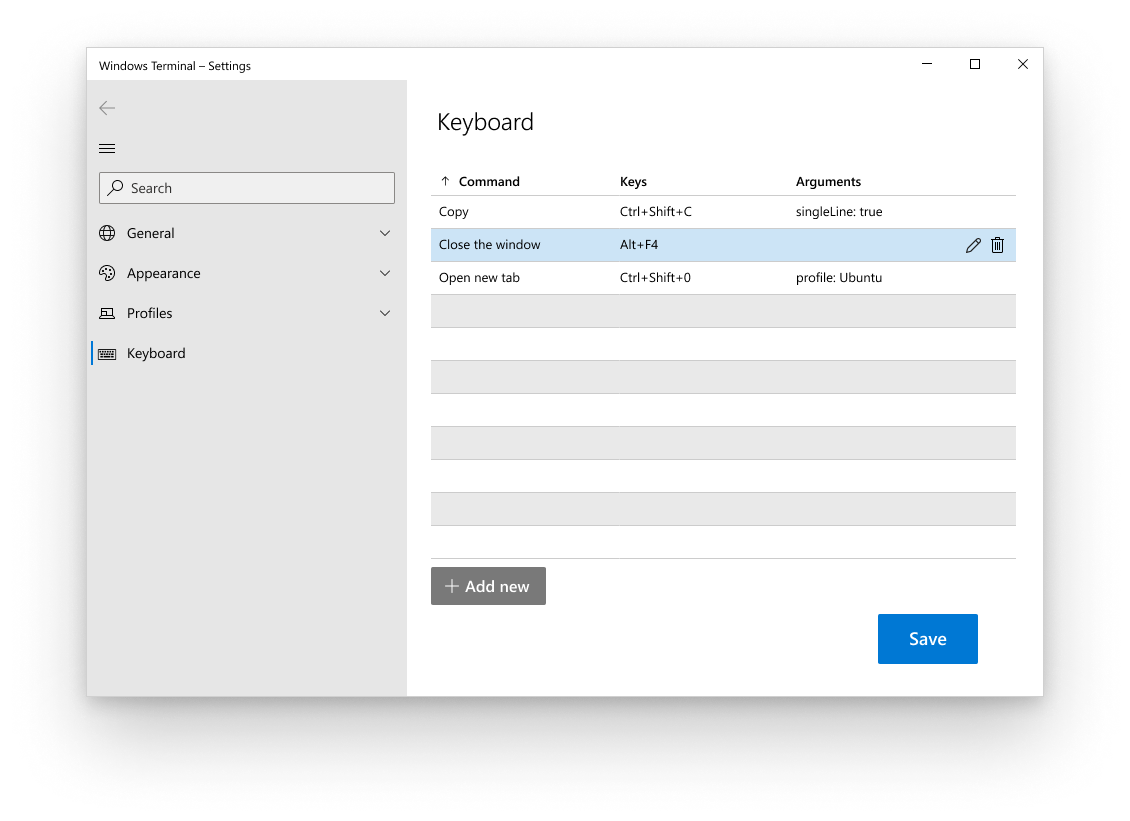 Windows Terminal – Settings
Search
General
Appearance
Profiles
Keyboard
Keyboard
Command Keys Arguments
Copy Ctrl+Shift+C singleLine: true
Close the window Alt+F4
Open new tab Ctrl+Shift+0 profile: Ubuntu
Add new
Save